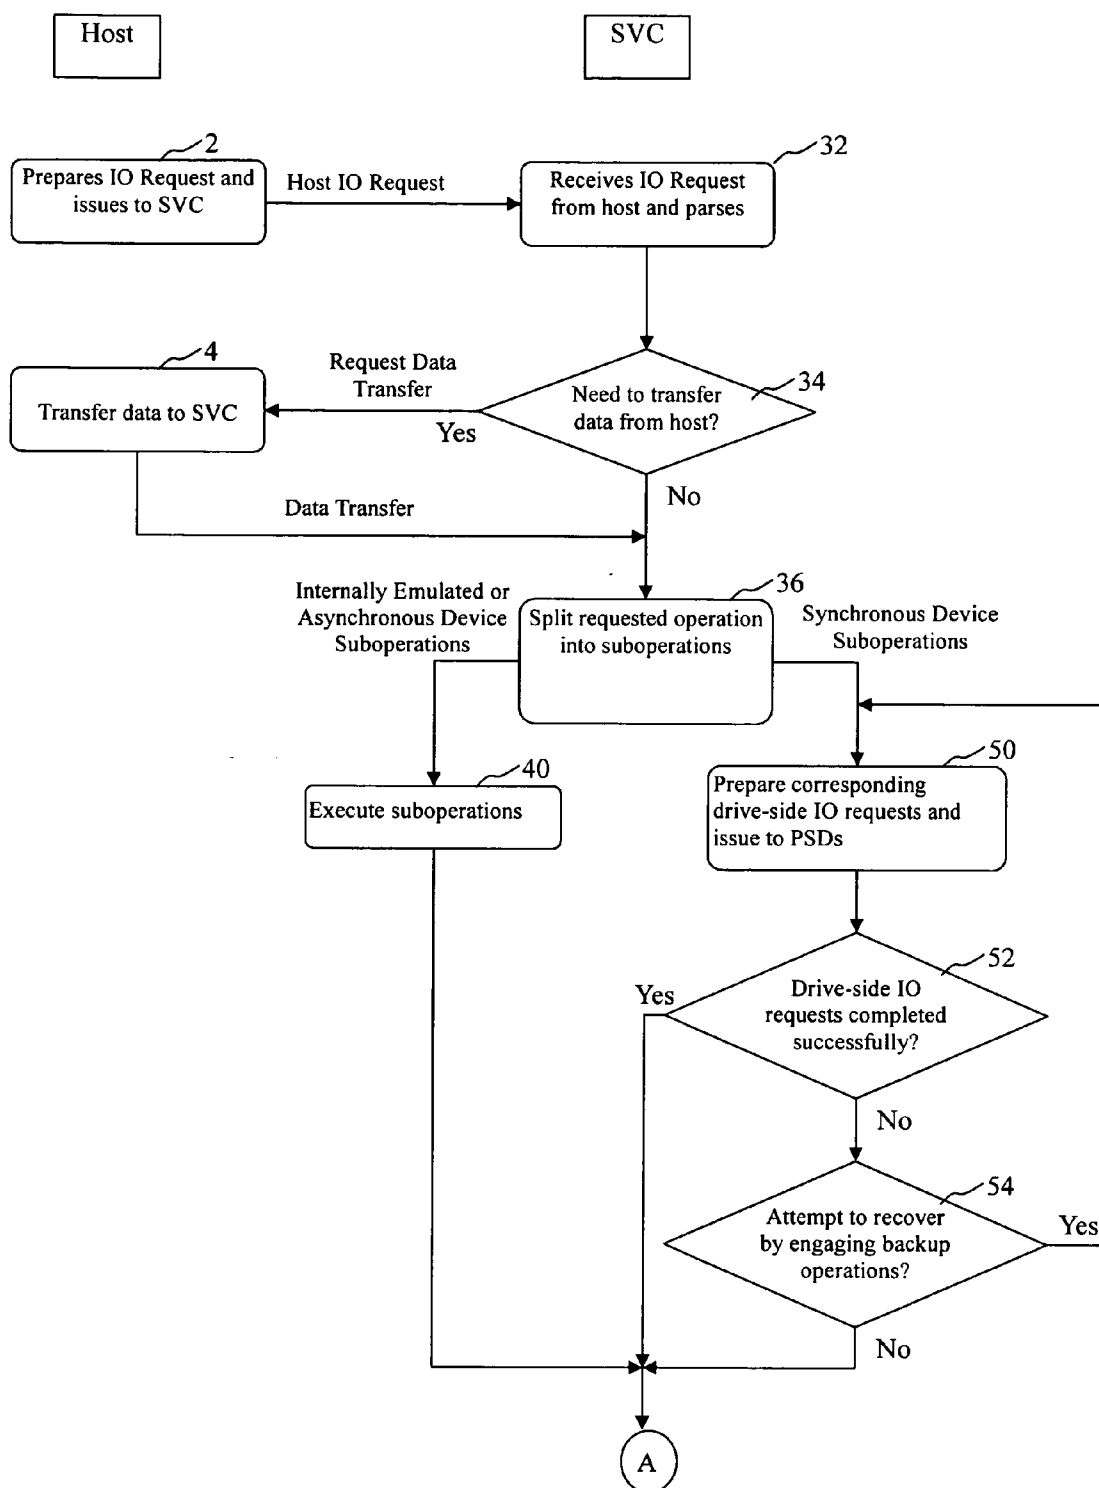 Host
SVC
2
32
Prepares IO Request and
issues to SVC
Host IO Request
Receives IO Request
from host and parses
4
Request Data
Transfer
34
Transfer data to SVC
Need to transfer
data from host?
Yes
No
Data Transfer
Internally Emulated or
Asynchronous Device
Suboperations
36
Split requested operation
into suboperations
Synchronous Device
Suboperations
40
Execute suboperations
50
Prepare corresponding
drive-side IO requests and
issue to PSDs
52
Yes
Drive-side IO
requests completed
successfully?
No
54
Attempt to recover
by engaging backup
operations?
Yes
No
A